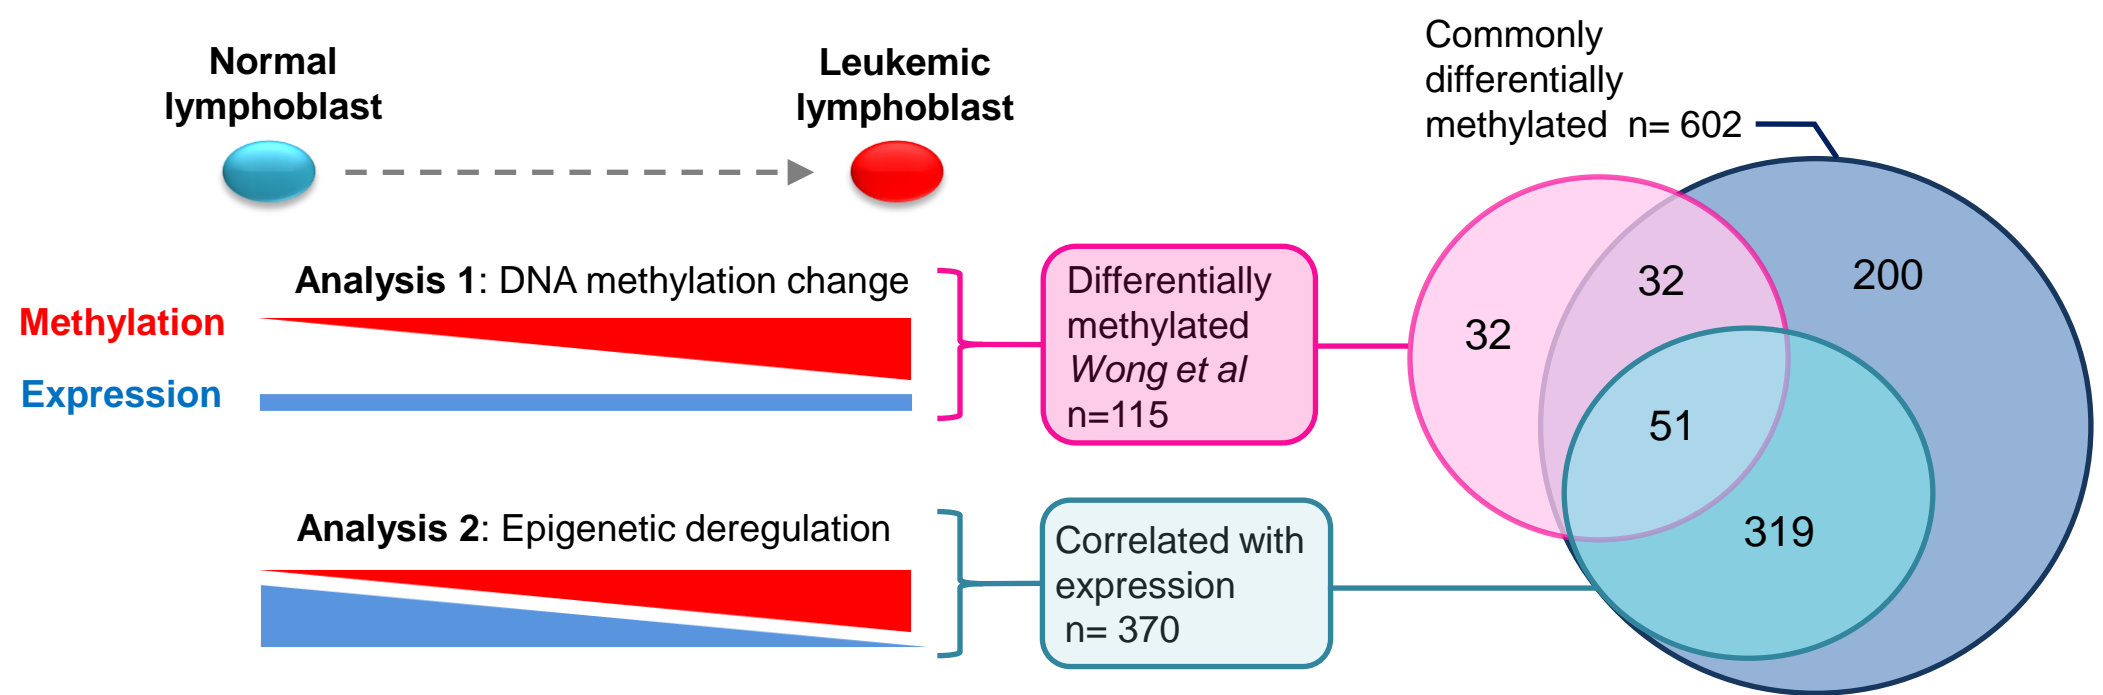 Normal
lymphoblast
Leukemic
lymphoblast
Commonly
differentially
methylated n= 602
Analysis 1: DNA methylation change
Methylation
Expression
Differentially
methylated
Wong et al
n=115
32
32
200
51
319
Analysis 2: Epigenetic deregulation
Correlated with
expression
n= 370